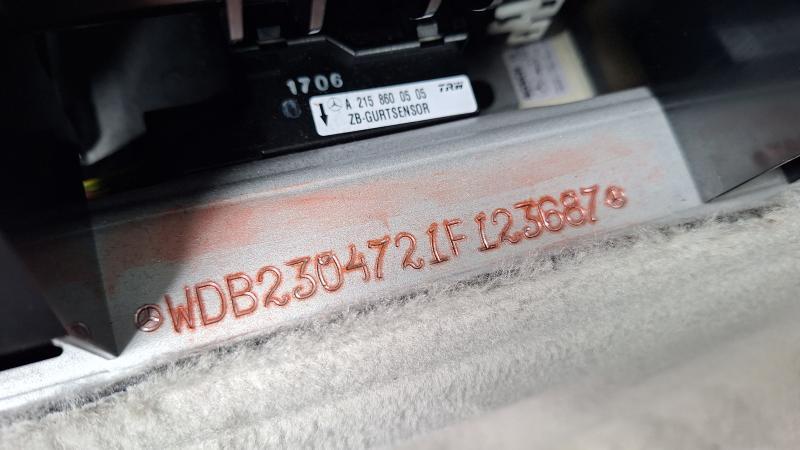 1706
A 215 860 05 05 TRW
ZB-GURTSENSOR
WDB2304721F123687